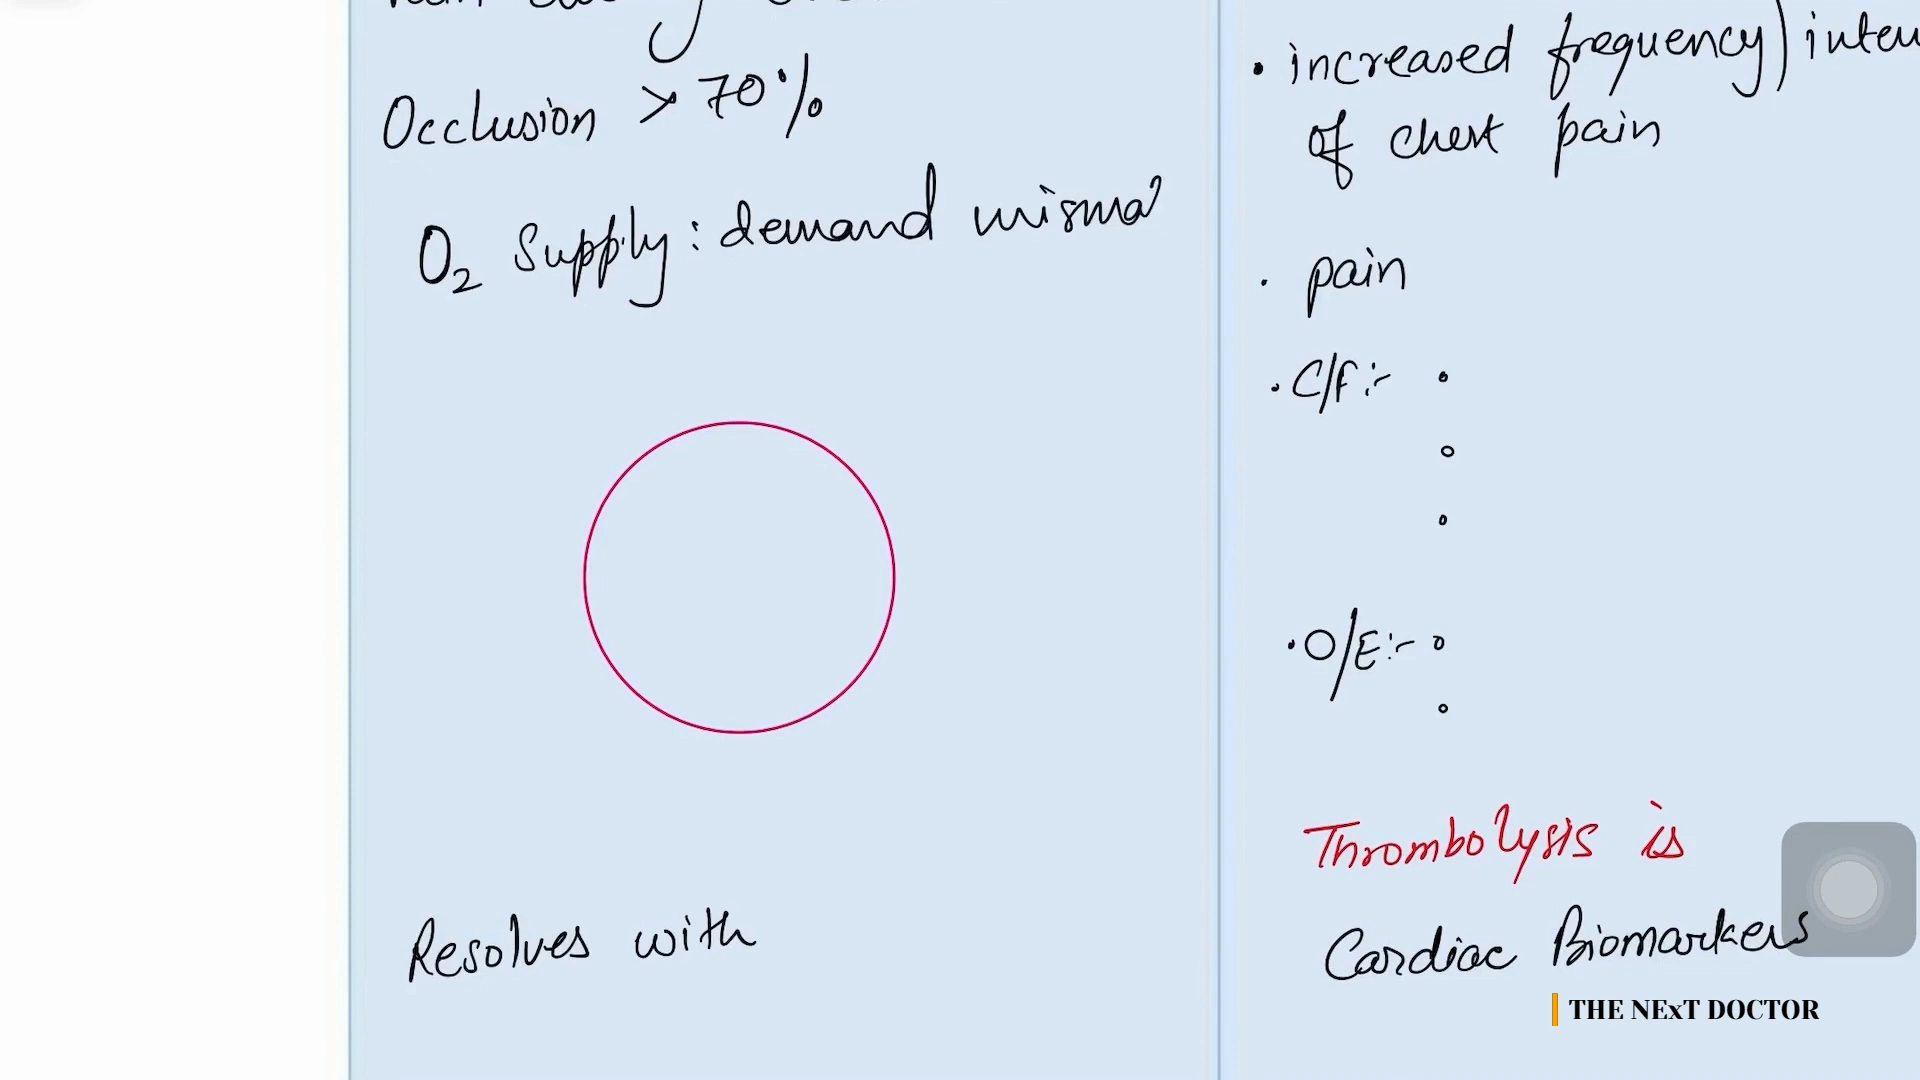 Occlusion > 70%
O2 Supply : demand misma
Resolves with
• increased frequency) inten
of chest pain
• pain
• C/F :-
• O/E :-
Thrombolysis is
Cardiac Biomarkers
THE NExT DOCTOR